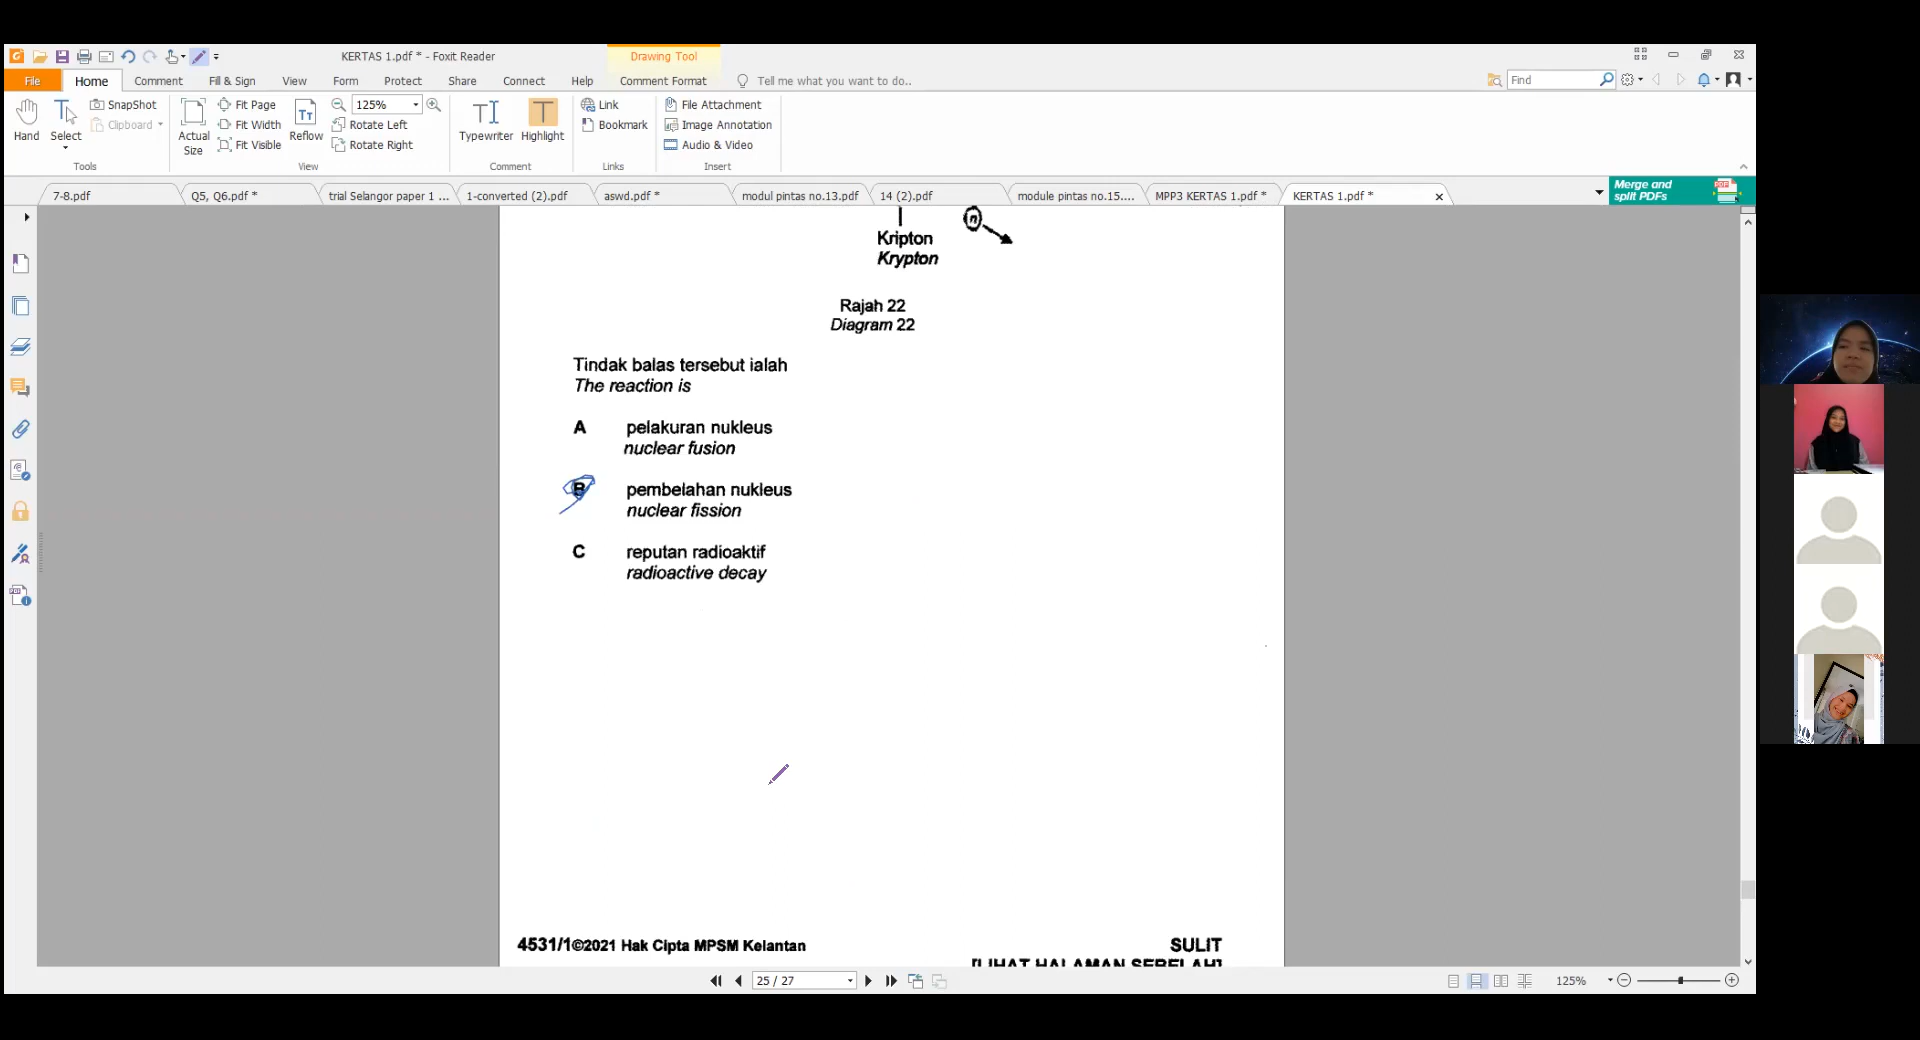 KERTAS 1.pdf * - Foxit Reader
Drawing Tool
File
Home
Comment
Fill & Sign
View
Form
Protect
Share
Connect
Help
Comment Format
Tell me what you want to do..
Find
Hand
Select
SnapShot
Clipboard
Tools
Actual
Size
Fit Page
Fit Width
Fit Visible
Reflow
125%
Rotate Left
Rotate Right
View
Typewriter
Highlight
Comment
Link
Bookmark
Links
File Attachment
Image Annotation
Audio & Video
Insert
7-8.pdf
Q5, Q6.pdf *
trial Selangor paper 1 ...
1-converted (2).pdf
aswd.pdf *
modul pintas no.13.pdf
14 (2).pdf
module pintas no.15....
MPP3 KERTAS 1.pdf *
KERTAS 1.pdf *
Merge and
split PDFs
n
Kripton
Krypton
Rajah 22
Diagram 22
Tindak balas tersebut ialah
The reaction is
A pelakuran nukleus
nuclear fusion
B pembelahan nukleus
nuclear fission
C reputan radioaktif
radioactive decay
4531/1©2021 Hak Cipta MPSM Kelantan
SULIT
[LIHAT HALAMAN SEBELAH]
25 / 27
125%